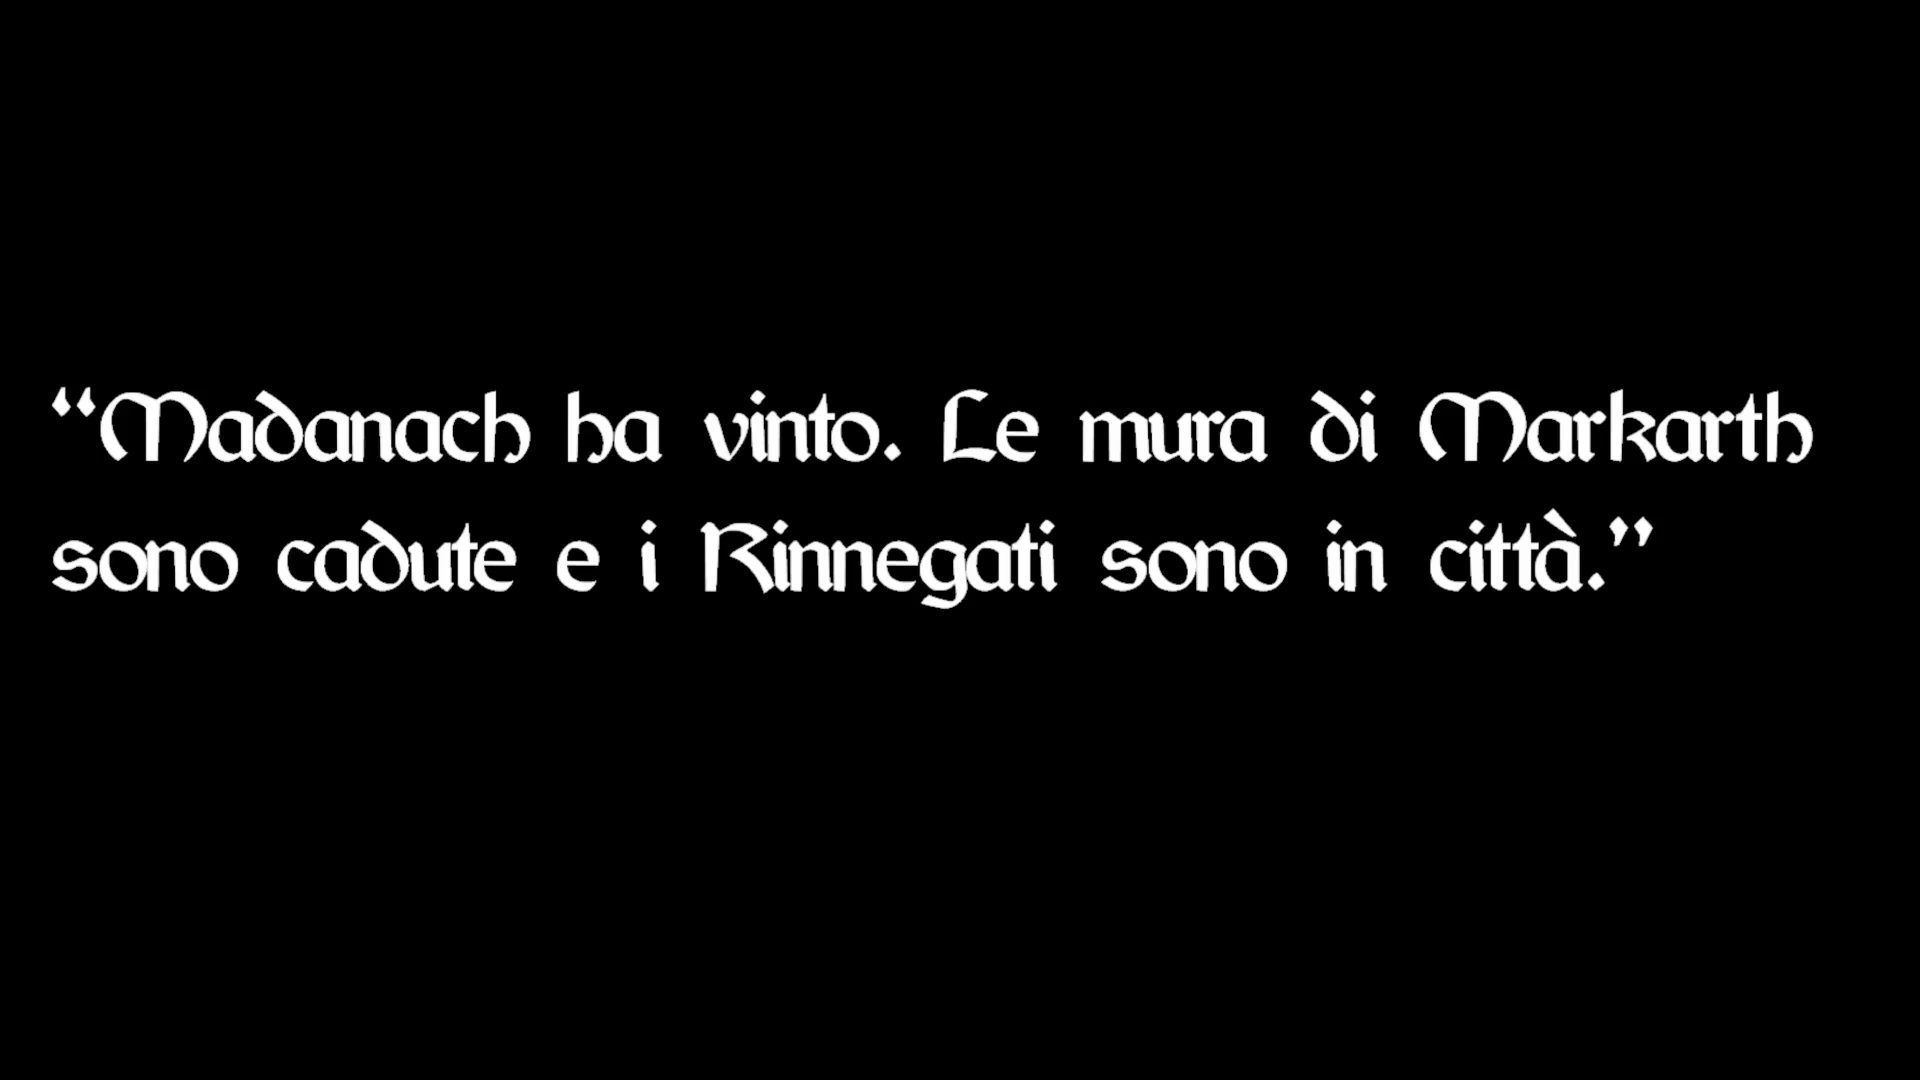 “Madanach ha vinto. Le mura di Markarth
sono cadute e i Rinnegati sono in città.”